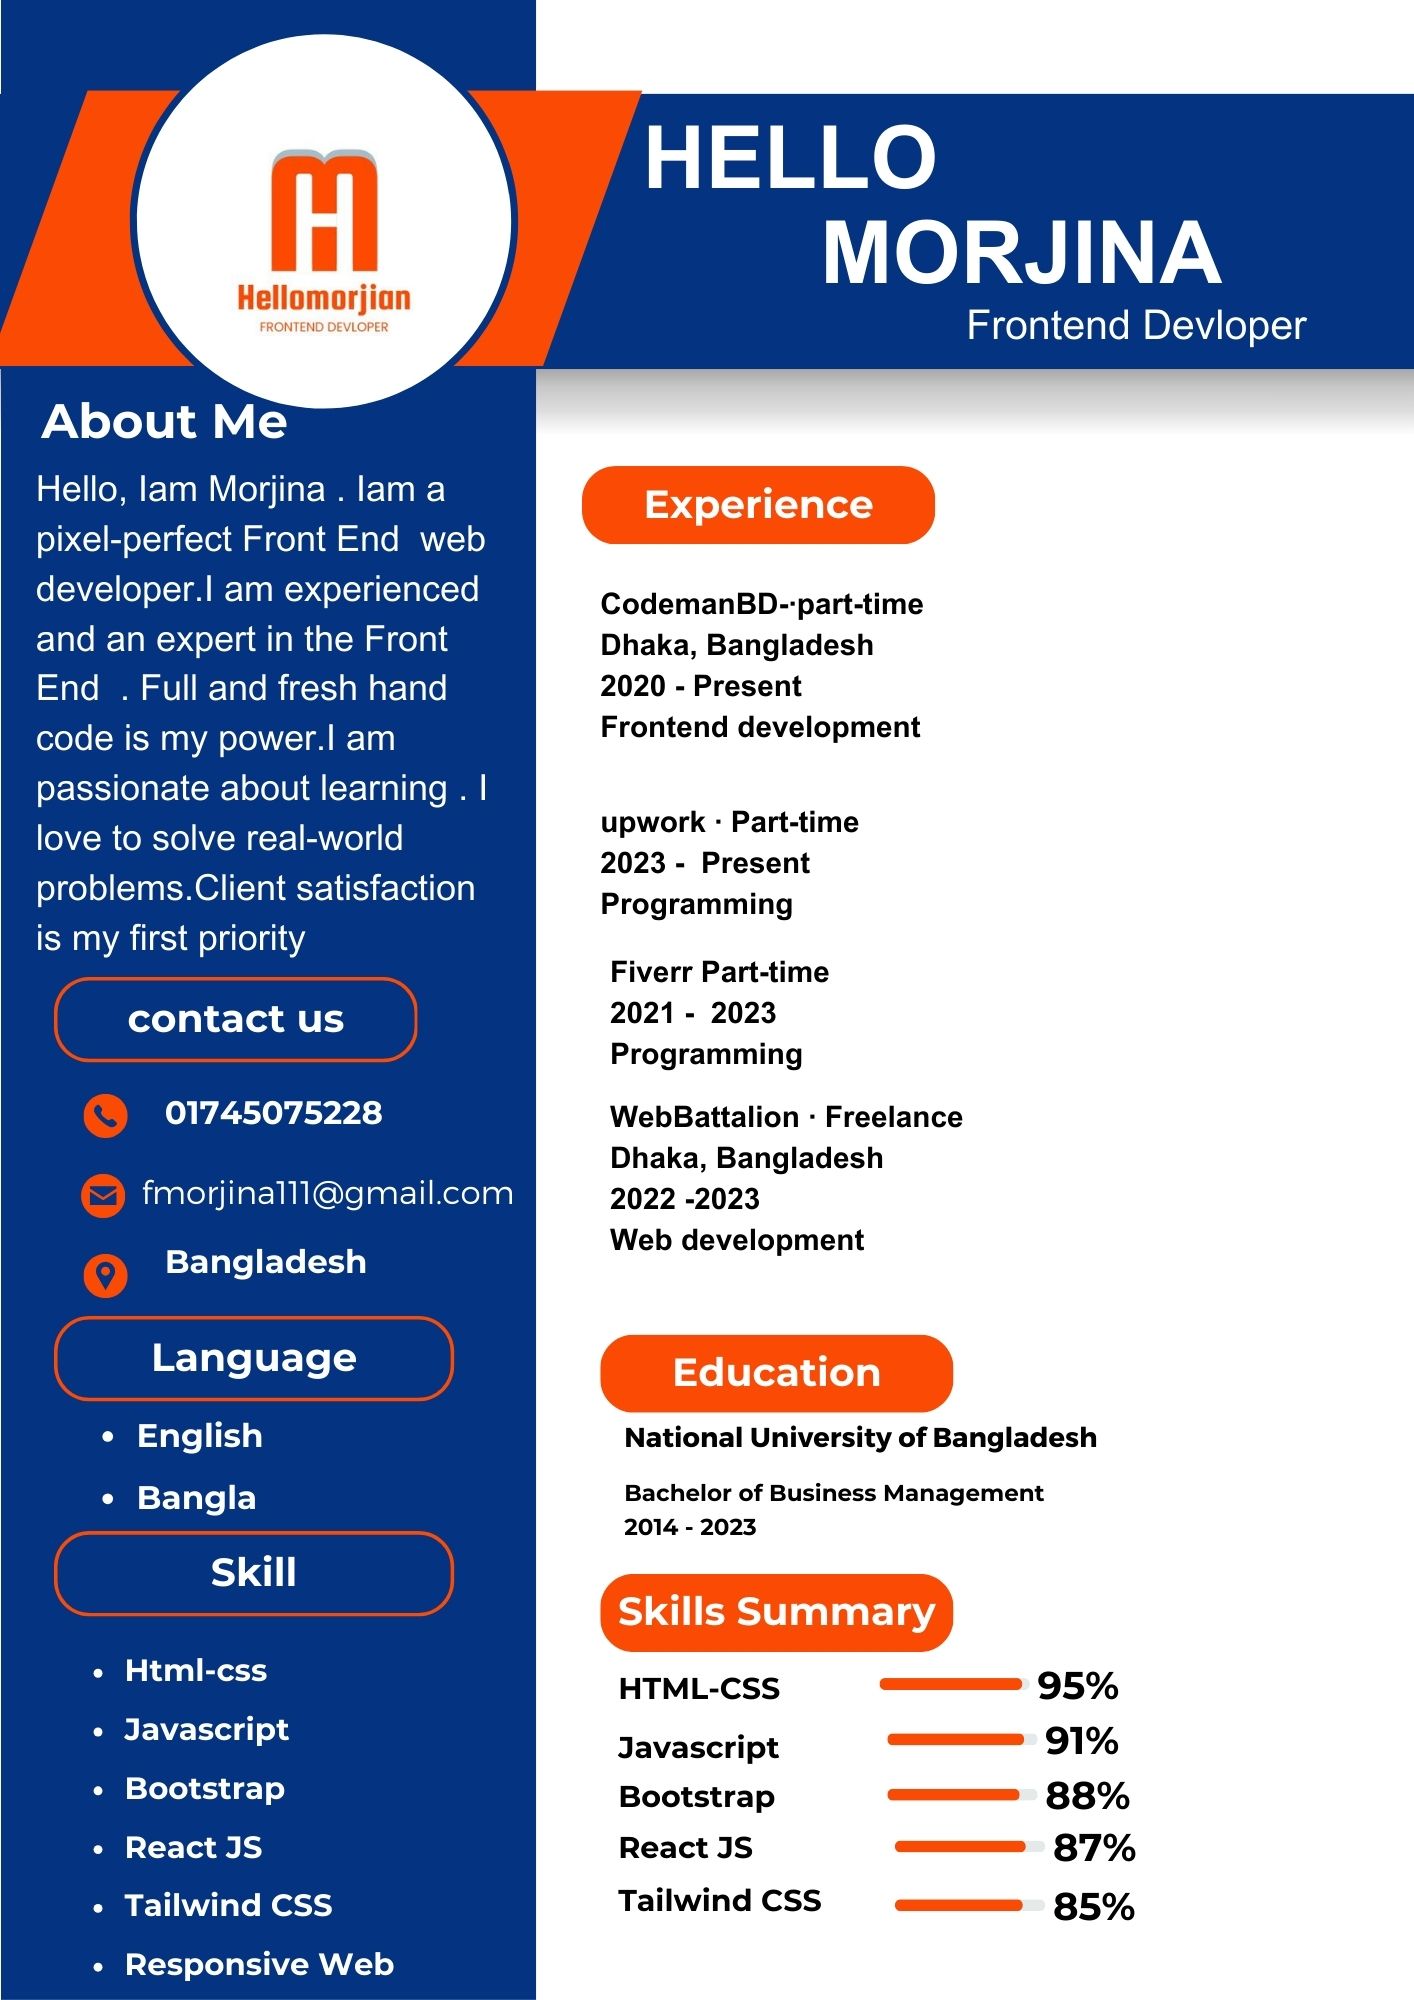 HELLO
MORJINA
Frontend Devloper
Hellomorjian
FRONTEND DEVLOPER
About Me
Hello, Iam Morjina . Iam a
pixel-perfect Front End  web
developer.I am experienced
and an expert in the Front
End  . Full and fresh hand
code is my power.I am
passionate about learning . I
love to solve real-world
problems.Client satisfaction
is my first priority
contact us
01745075228
fmorjina111@gmail.com
Bangladesh
Language
• English
• Bangla
Skill
• Html-css
• Javascript
• Bootstrap
• React JS
• Tailwind CSS
• Responsive Web
Experience
CodemanBD-·part-time
Dhaka, Bangladesh
2020 - Present
Frontend development
upwork · Part-time
2023 -  Present
Programming
Fiverr Part-time
2021 -  2023
Programming
WebBattalion · Freelance
Dhaka, Bangladesh
2022 -2023
Web development
Education
National University of Bangladesh
Bachelor of Business Management
2014 - 2023
Skills Summary
HTML-CSS 95%
Javascript 91%
Bootstrap 88%
React JS 87%
Tailwind CSS 85%